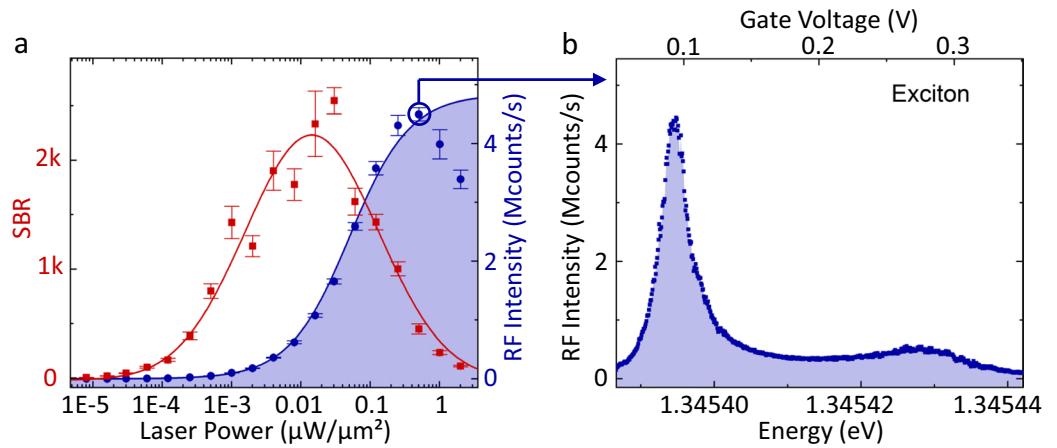 a
SBR
2k
1k
0
4
2
0
RF Intensity (Mcounts/s)
1E-5 1E-4 1E-3 0.01 0.1 1
Laser Power (µW/µm²)
b
Gate Voltage (V)
0.1 0.2 0.3
Exciton
RF Intensity (Mcounts/s)
4
2
0
1.34540 1.34542 1.34544
Energy (eV)